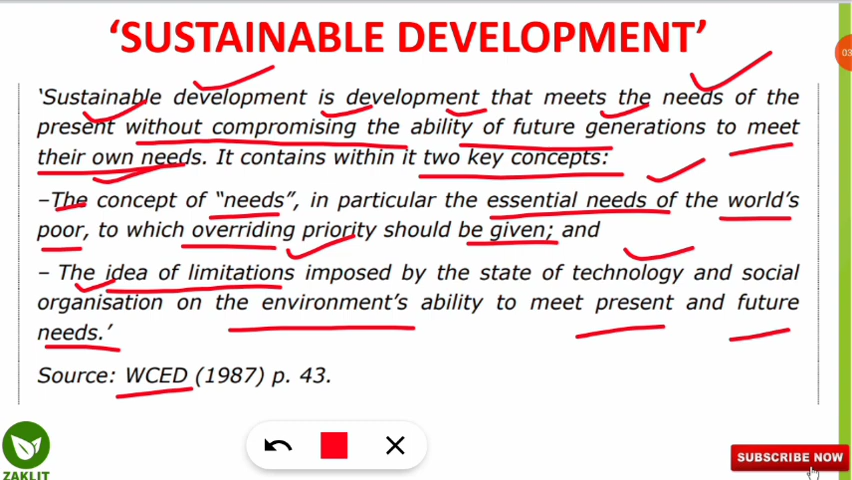 ‘SUSTAINABLE DEVELOPMENT’
03
‘Sustainable development is development that meets the needs of the
present without compromising the ability of future generations to meet
their own needs. It contains within it two key concepts:
–The concept of “needs”, in particular the essential needs of the world’s
poor, to which overriding priority should be given; and
– The idea of limitations imposed by the state of technology and social
organisation on the environment’s ability to meet present and future
needs.’
Source: WCED (1987) p. 43.
ZAKLIT
SUBSCRIBE NOW